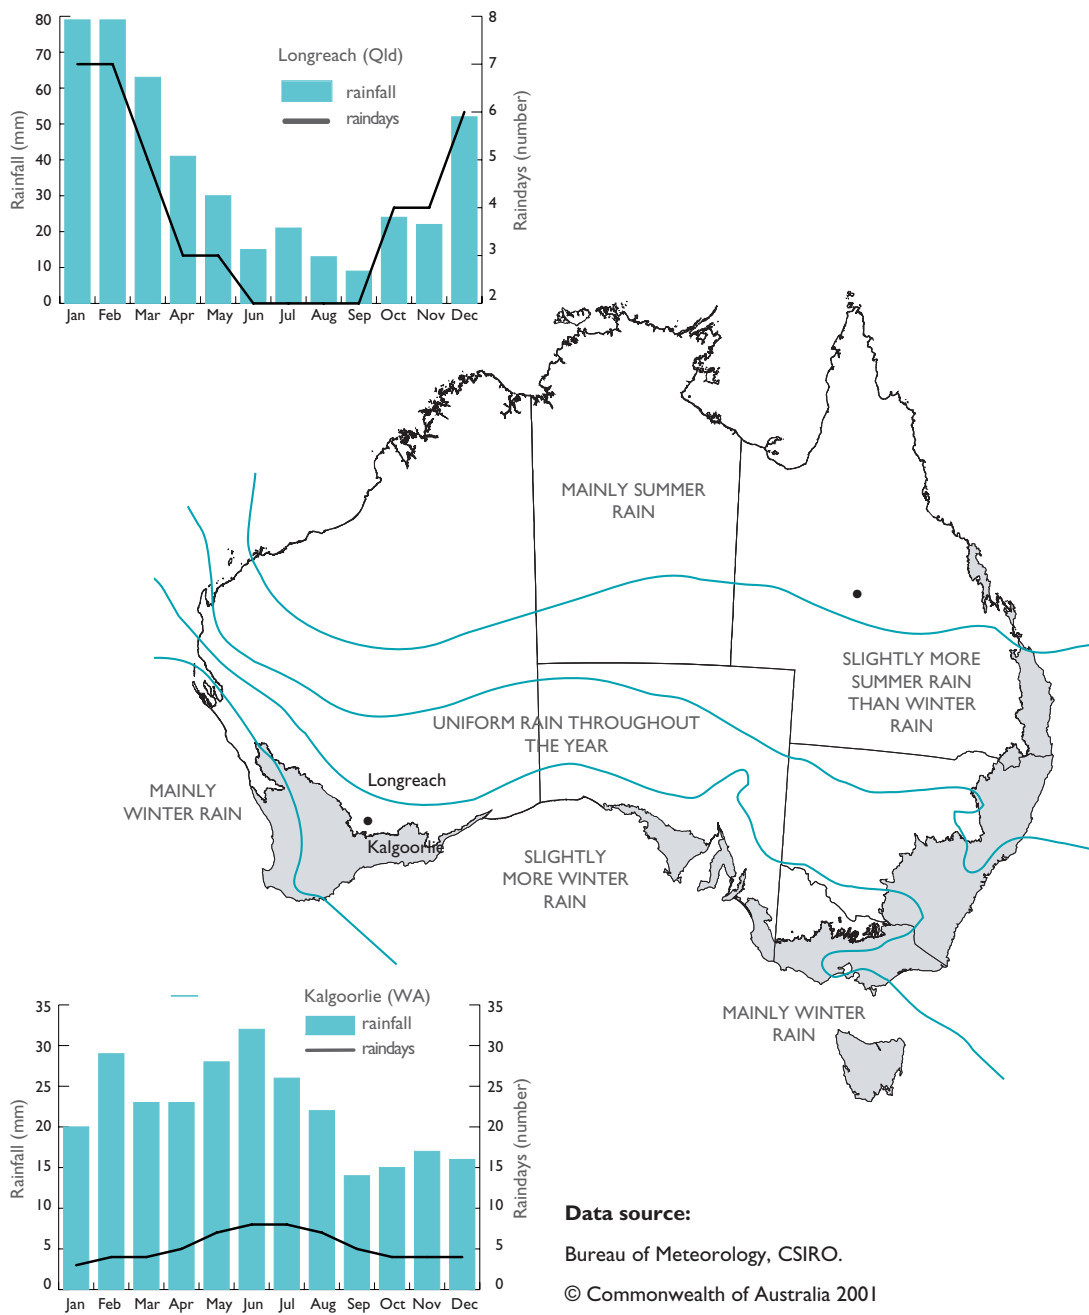 Longreach (Qld)
rainfall
raindays
Rainfall (mm)
80
70
60
50
40
30
20
10
0
Raindays (number)
8
7
6
5
4
3
2
Jan Feb Mar Apr May Jun Jul Aug Sep Oct Nov Dec
MAINLY SUMMER
RAIN
SLIGHTLY MORE
SUMMER RAIN
THAN WINTER
RAIN
UNIFORM RAIN THROUGHOUT
THE YEAR
Longreach
MAINLY
WINTER RAIN
Kalgoorlie
SLIGHTLY
MORE WINTER
RAIN
MAINLY WINTER
RAIN
Kalgoorlie (WA)
rainfall
raindays
Rainfall (mm)
35
30
25
20
15
10
5
0
Raindays (number)
35
30
25
20
15
10
5
0
Jan Feb Mar Apr May Jun Jul Aug Sep Oct Nov Dec
Data source:
Bureau of Meteorology, CSIRO.
© Commonwealth of Australia 2001